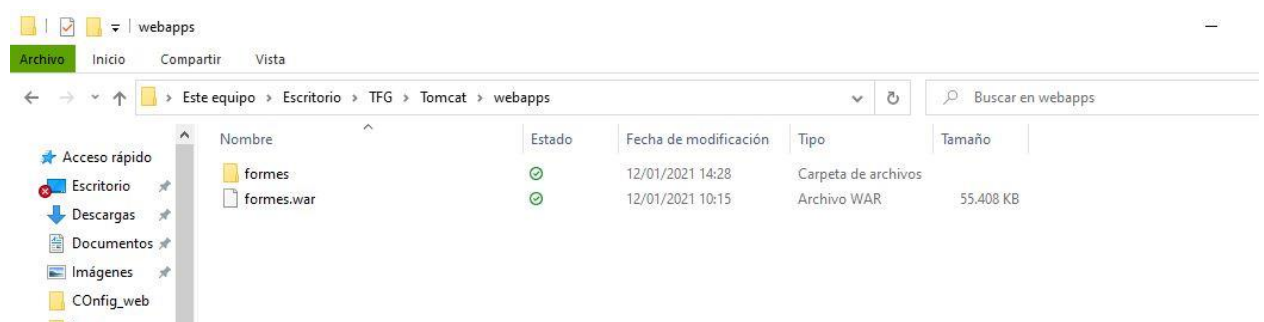 webapps
Archivo Inicio Compartir Vista
Este equipo > Escritorio > TFG > Tomcat > webapps Buscar en webapps
Nombre Estado Fecha de modificación Tipo Tamaño
Acceso rápido
formes 12/01/2021 14:28 Carpeta de archivos
Escritorio
formes.war 12/01/2021 10:15 Archivo WAR 55.408 KB
Descargas
Documentos
Imágenes
COnfig_web